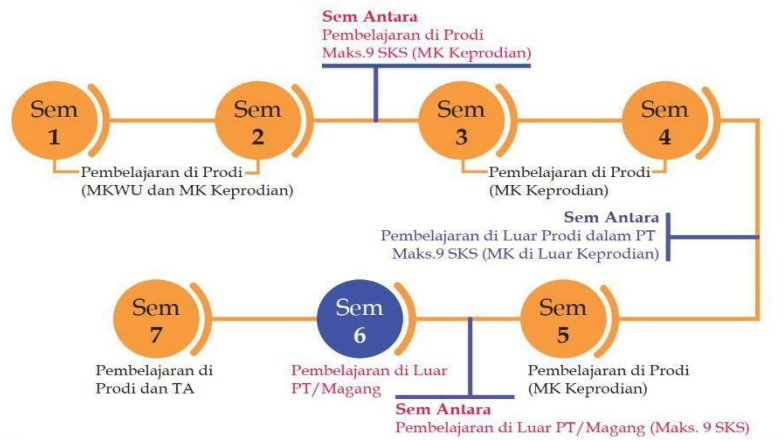 Sem Antara
Pembelajaran di Prodi
Maks.9 SKS (MK Keprodian)
Sem
1
Sem
2
Sem
3
Sem
4
Pembelajaran di Prodi
(MKWU dan MK Keprodian)
Pembelajaran di Prodi
(MK Keprodian)
Sem Antara
Pembelajaran di Luar Prodi dalam PT
Maks.9 SKS (MK di Luar Keprodian)
Sem
7
Sem
6
Sem
5
Pembelajaran di
Prodi dan TA
Pembelajaran di Luar
PT/Magang
Pembelajaran di Prodi
(MK Keprodian)
Sem Antara
Pembelajaran di Luar PT/Magang (Maks. 9 SKS)